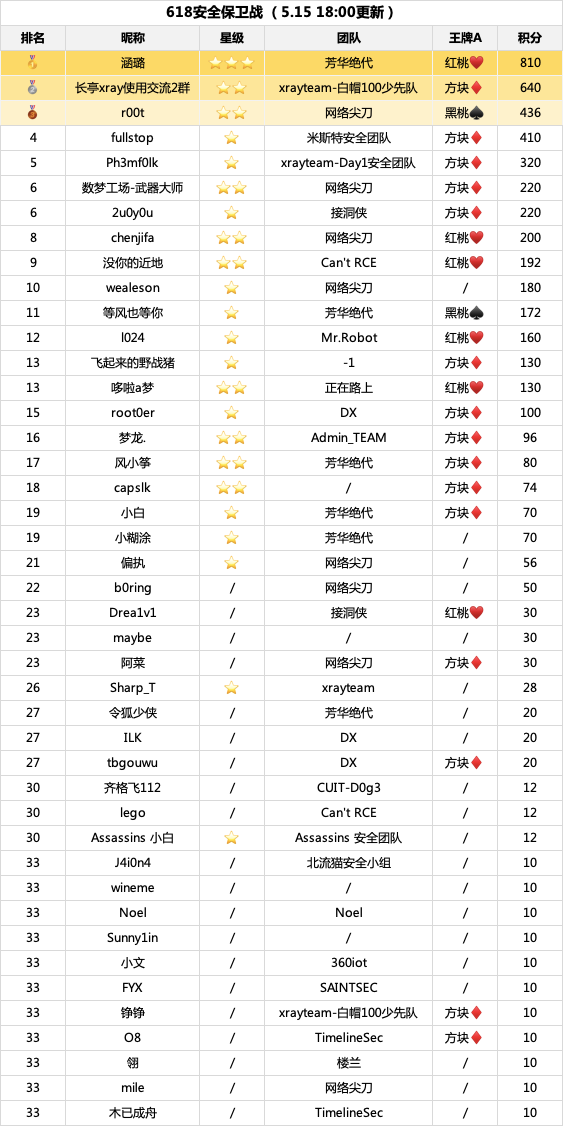 618安全保卫战（ 5.15 18:00更新 ）
排名 昵称 星级 团队 王牌A 积分
涵璐 芳华绝代 红桃 810
长亭xray使用交流2群 xrayteam-白帽100少先队 方块 640
r00t 网络尖刀 黑桃 436
4 fullstop 米斯特安全团队 方块 410
5 Ph3mf0lk xrayteam-Day1安全团队 方块 320
6 数梦工场-武器大师 网络尖刀 方块 220
6 2u0y0u 接洞侠 方块 220
8 chenjifa 网络尖刀 红桃 200
9 没你的近地 Can't RCE 红桃 192
10 wealeson 网络尖刀 / 180
11 等风也等你 芳华绝代 黑桃 172
12 l024 Mr.Robot 红桃 160
13 飞起来的野战猪 -1 方块 130
13 哆啦a梦 正在路上 红桃 130
15 root0er DX 方块 100
16 梦龙. Admin_TEAM 方块 96
17 风小筝 芳华绝代 方块 80
18 capslk / 方块 74
19 小白 芳华绝代 方块 70
19 小糊涂 芳华绝代 / 70
21 偏执 网络尖刀 / 56
22 b0ring / 网络尖刀 / 50
23 Drea1v1 / 接洞侠 红桃 30
23 maybe / / / 30
23 阿菜 / 网络尖刀 方块 30
26 Sharp_T xrayteam / 28
27 令狐少侠 / 芳华绝代 / 20
27 ILK / DX / 20
27 tbgouwu / DX 方块 20
30 齐格飞112 / CUIT-D0g3 / 12
30 lego / Can't RCE / 12
30 Assassins 小白 Assassins 安全团队 / 12
33 J4i0n4 / 北流猫安全小组 / 10
33 wineme / / / 10
33 Noel / Noel / 10
33 Sunny1in / / / 10
33 小文 / 360iot / 10
33 FYX / SAINTSEC / 10
33 铮铮 / xrayteam-白帽100少先队 方块 10
33 O8 / TimelineSec 方块 10
33 翎 / 楼兰 / 10
33 mile / 网络尖刀 / 10
33 木已成舟 / TimelineSec / 10